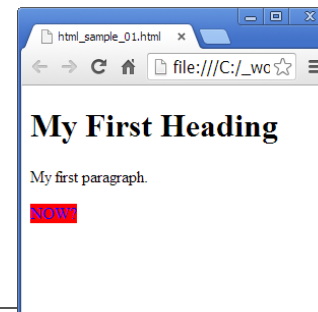 html_sample_01.html
file:///C:/_wc
My First Heading
My first paragraph.
NOW?